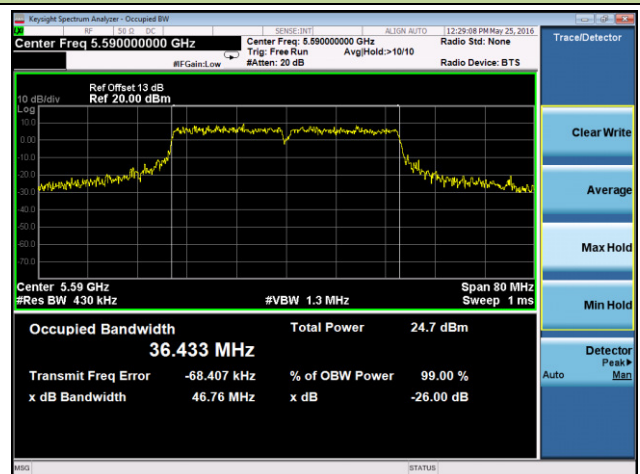 Keysight Spectrum Analyzer - Occupied BW
RF 50 Ω DC SENSE:INT ALIGN AUTO 12:29:08 PM May 25, 2016
Center Freq 5.590000000 GHz Center Freq: 5.590000000 GHz Radio Std: None Trace/Detector
Trig: Free Run Avg|Hold:>10/10
#IFGain:Low #Atten: 20 dB Radio Device: BTS
Ref Offset 13 dB
10 dB/div Ref 20.00 dBm
Log
10.0
0.00
-10.0
-20.0
-30.0
-40.0
-50.0
-60.0
-70.0
Center 5.59 GHz Span 80 MHz
#Res BW 430 kHz #VBW 1.3 MHz Sweep 1 ms
Occupied Bandwidth Total Power 24.7 dBm
36.433 MHz
Transmit Freq Error -68.407 kHz % of OBW Power 99.00 %
x dB Bandwidth 46.76 MHz x dB -26.00 dB
Clear Write
Average
Max Hold
Min Hold
Detector
Peak▶
Auto Man
MSG STATUS